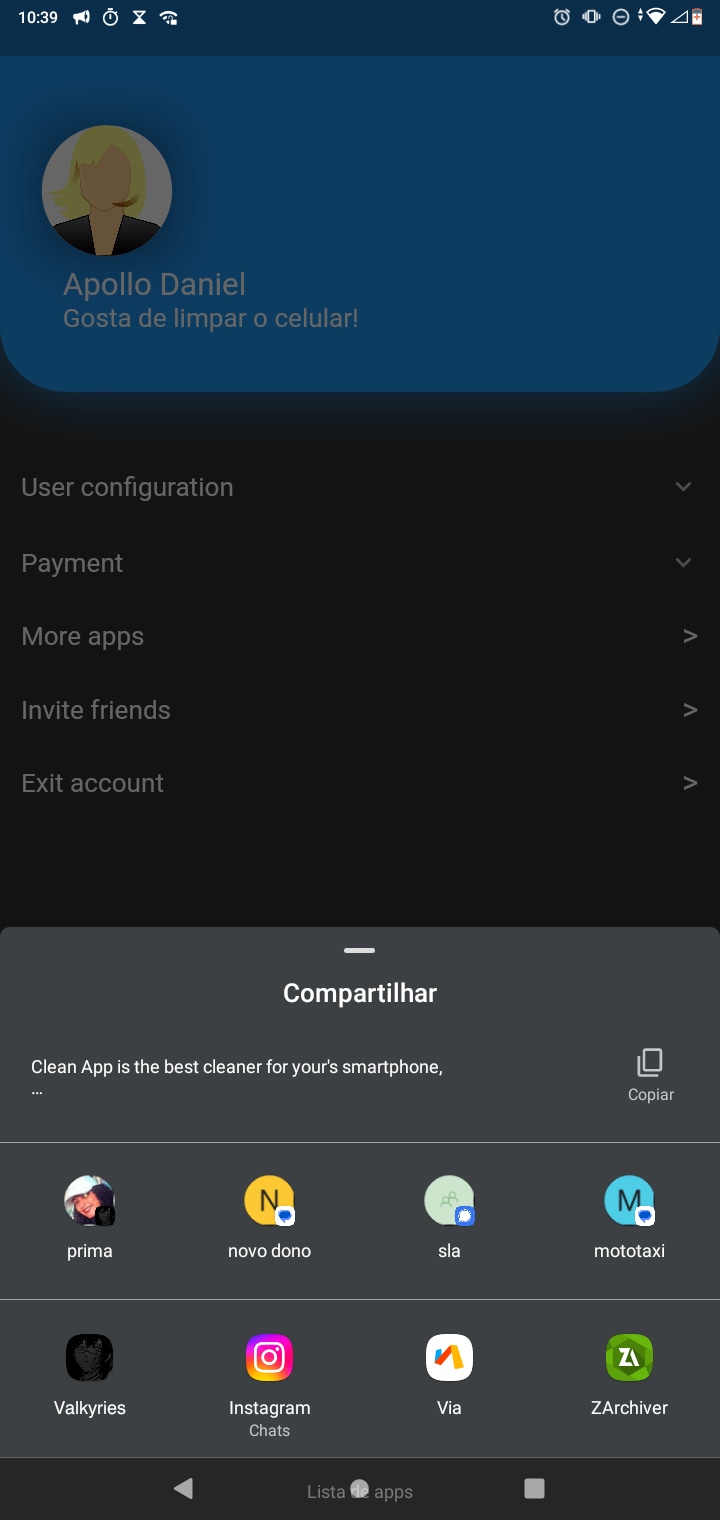 10:39
Apollo Daniel
Gosta de limpar o celular!
User configuration
Payment
More apps
>
Invite friends
>
Exit account
>
Compartilhar
Clean App is the best cleaner for your's smartphone,
...
Copiar
N
M
prima
novo dono
sla
mototaxi
ZA
Valkyries
Instagram
Via
ZArchiver
Chats
Lista de apps